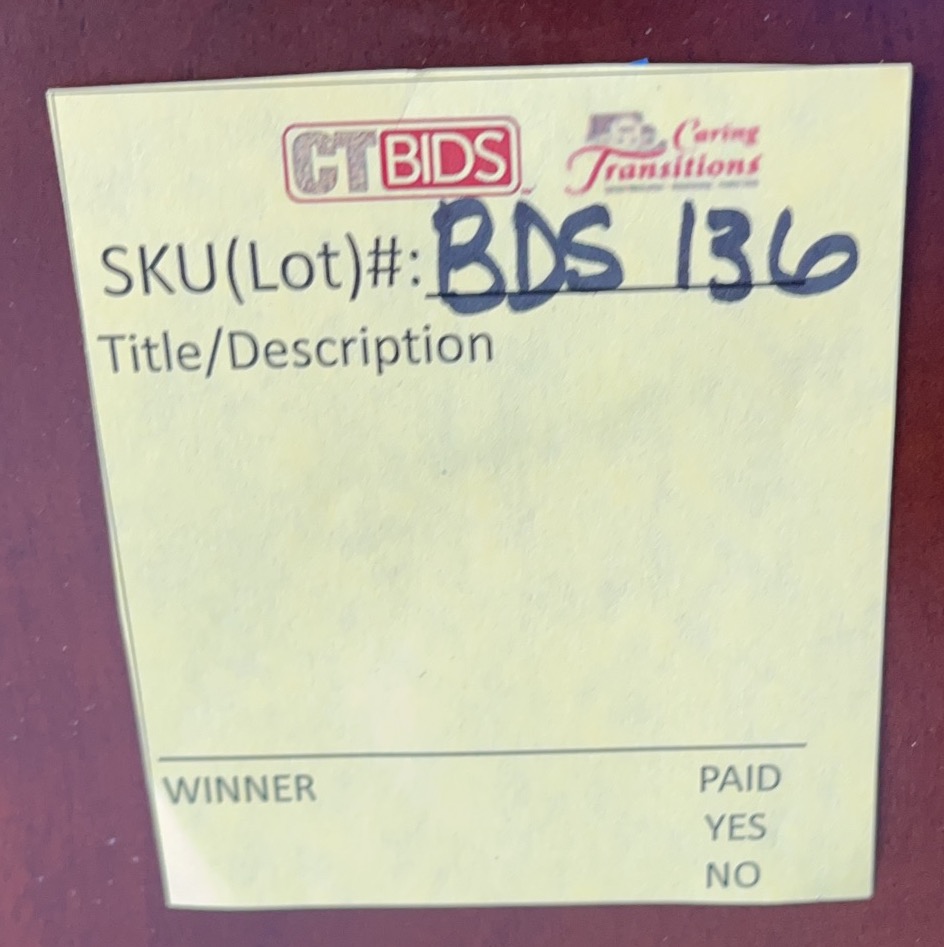 CTBIDS
Caring
Transitions
SKU(Lot)#: BDS 136
Title/Description
WINNER PAID
YES
NO